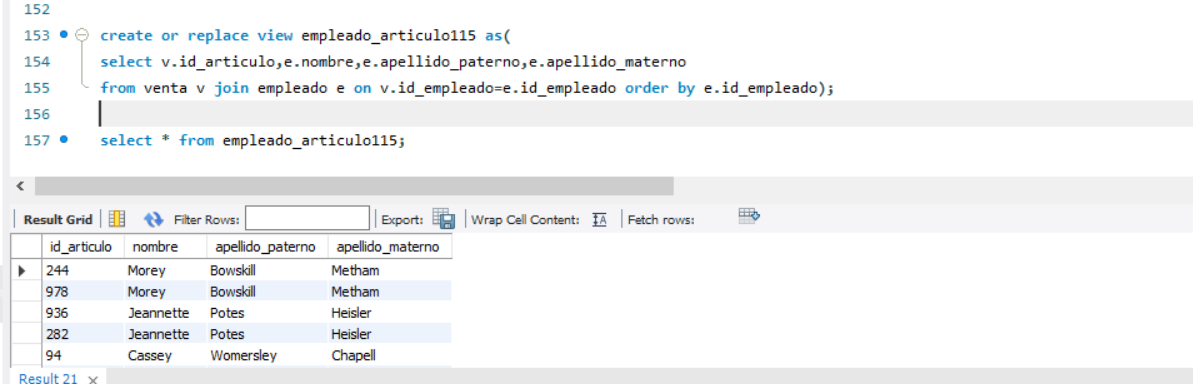 152
153 create or replace view empleado_articulo115 as(
154 select v.id_articulo,e.nombre,e.apellido_paterno,e.apellido_materno
155 from venta v join empleado e on v.id_empleado=e.id_empleado order by e.id_empleado);
156
157 select * from empleado_articulo115;
Result Grid Filter Rows: Export: Wrap Cell Content: Fetch rows:
id_articulo nombre apellido_paterno apellido_materno
244 Morey Bowskill Metham
978 Morey Bowskill Metham
936 Jeannette Potes Heisler
282 Jeannette Potes Heisler
94 Cassey Womersley Chapell
Result 21 ×